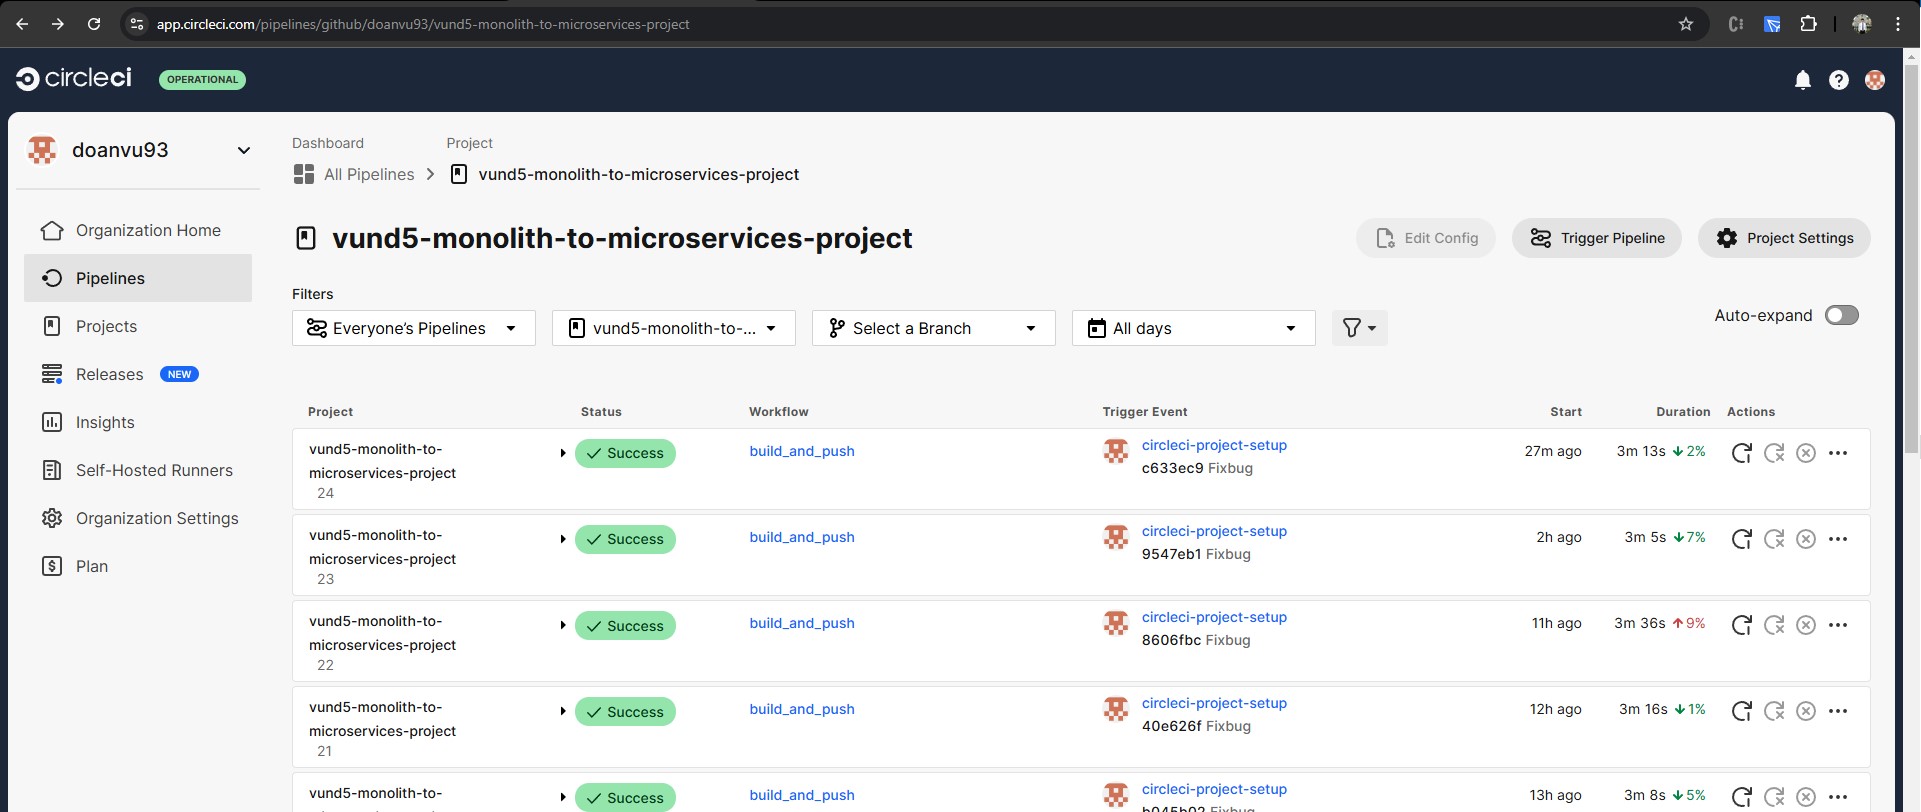 app.circleci.com/pipelines/github/doanvu93/vund5-monolith-to-microservices-project
circleci
OPERATIONAL
doanvu93
Organization Home
Pipelines
Projects
Releases NEW
Insights
Self-Hosted Runners
Organization Settings
Plan
Dashboard Project
All Pipelines vund5-monolith-to-microservices-project
vund5-monolith-to-microservices-project
Edit Config Trigger Pipeline Project Settings
Filters
Everyone’s Pipelines vund5-monolith-to-... Select a Branch All days
Auto-expand
Project Status Workflow Trigger Event Start Duration Actions
vund5-monolith-to-
microservices-project
24
Success build_and_push circleci-project-setup
c633ec9 Fixbug
27m ago 3m 13s 2%
vund5-monolith-to-
microservices-project
23
Success build_and_push circleci-project-setup
9547eb1 Fixbug
2h ago 3m 5s 7%
vund5-monolith-to-
microservices-project
22
Success build_and_push circleci-project-setup
8606fbc Fixbug
11h ago 3m 36s 9%
vund5-monolith-to-
microservices-project
21
Success build_and_push circleci-project-setup
40e626f Fixbug
12h ago 3m 16s 1%
vund5-monolith-to-
Success build_and_push circleci-project-setup
13h ago 3m 8s 5%